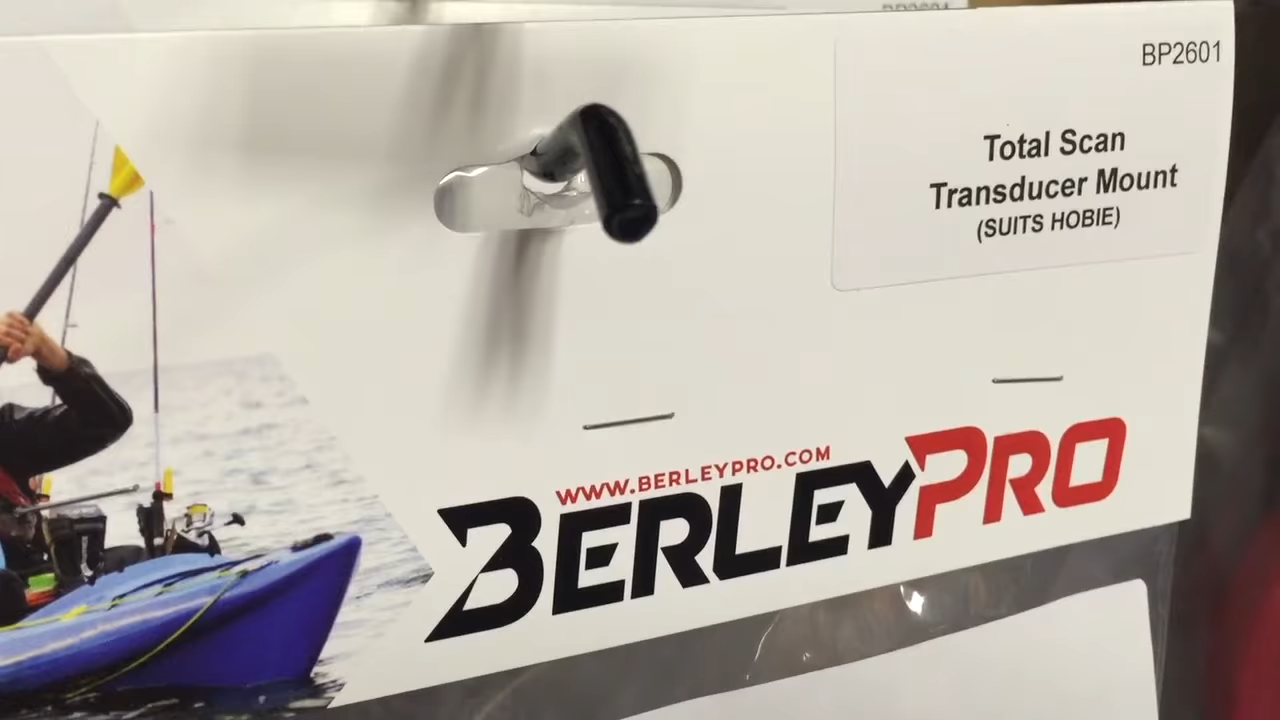 BP2601
Total Scan
Transducer Mount
(SUITS HOBIE)
WWW.BERLEYPRO.COM
BERLEYPRO